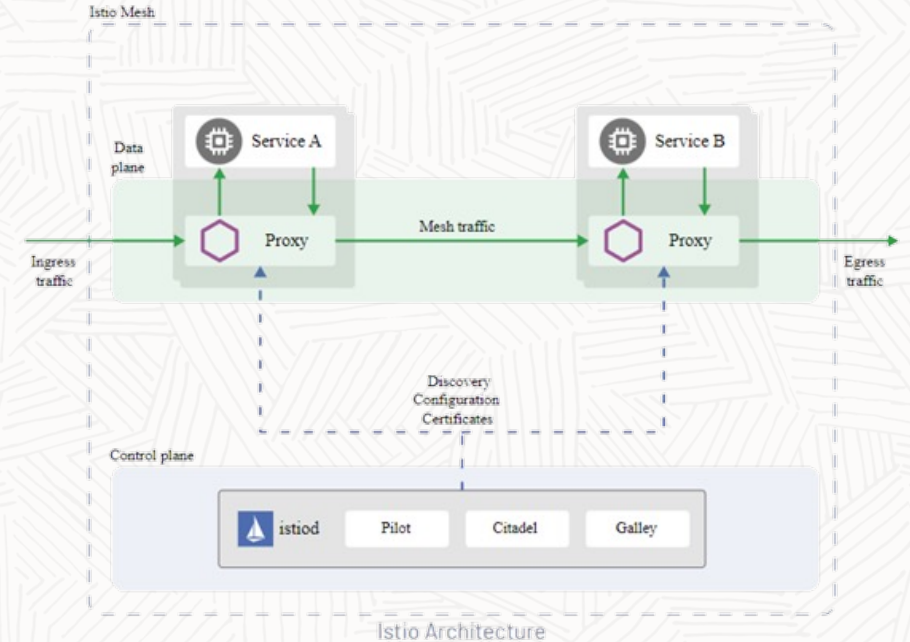 Istio Mesh
Data
plane
Service A
Service B
Proxy
Mesh traffic
Proxy
Ingress
traffic
Egress
traffic
Discovery
Configuration
Certificates
Control plane
istiod
Pilot
Citadel
Galley
Istio Architecture